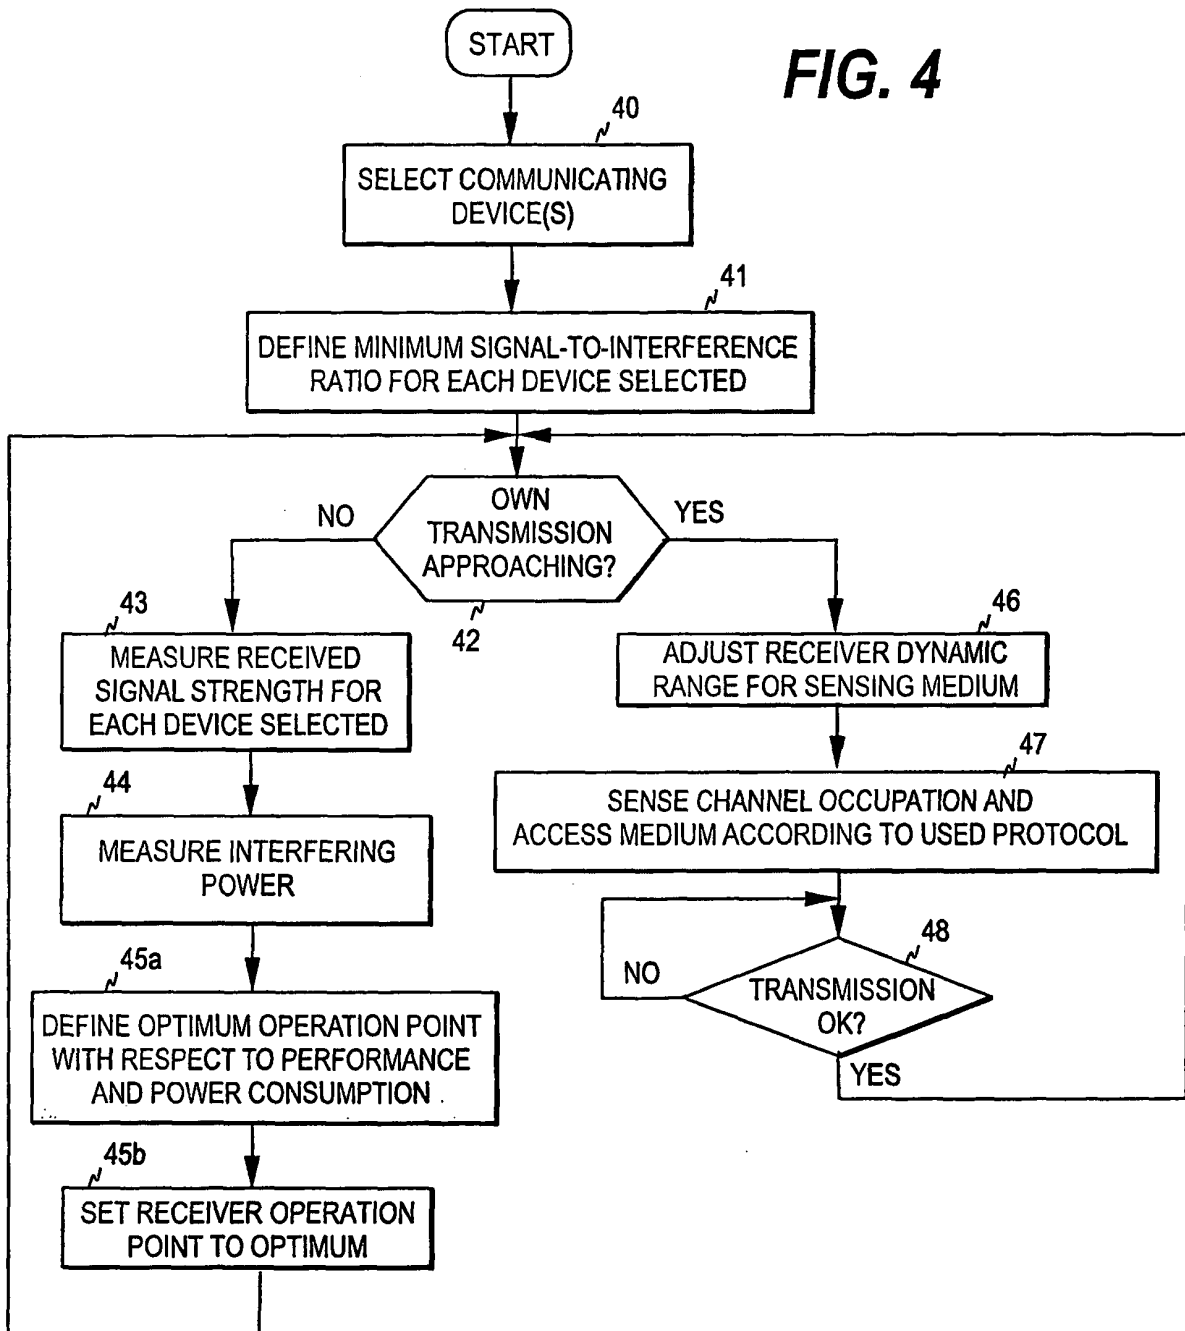 START
FIG. 4
40
SELECT COMMUNICATING
DEVICE(S)
41
DEFINE MINIMUM SIGNAL-TO-INTERFERENCE
RATIO FOR EACH DEVICE SELECTED
OWN
TRANSMISSION
APPROACHING?
NO
YES
42
43
MEASURE RECEIVED
SIGNAL STRENGTH FOR
EACH DEVICE SELECTED
44
MEASURE INTERFERING
POWER
45a
DEFINE OPTIMUM OPERATION POINT
WITH RESPECT TO PERFORMANCE
AND POWER CONSUMPTION
45b
SET RECEIVER OPERATION
POINT TO OPTIMUM
46
ADJUST RECEIVER DYNAMIC
RANGE FOR SENSING MEDIUM
47
SENSE CHANNEL OCCUPATION AND
ACCESS MEDIUM ACCORDING TO USED PROTOCOL
48
NO
TRANSMISSION
OK?
YES